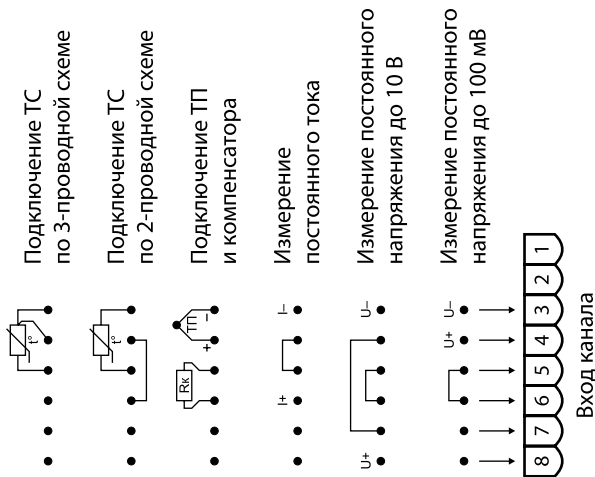 Подключение ТС
по 3-проводной схеме
t°
Подключение ТС
по 2-проводной схеме
t°
Подключение ТП
и компенсатора
ТП
–
+
Rк
Измерение
постоянного тока
I–
I+
Измерение постоянного
напряжения до 10 В
U–
U+
Измерение постоянного
напряжения до 100 мВ
U–
U+
1
2
3
4
5
6
7
8
Вход канала